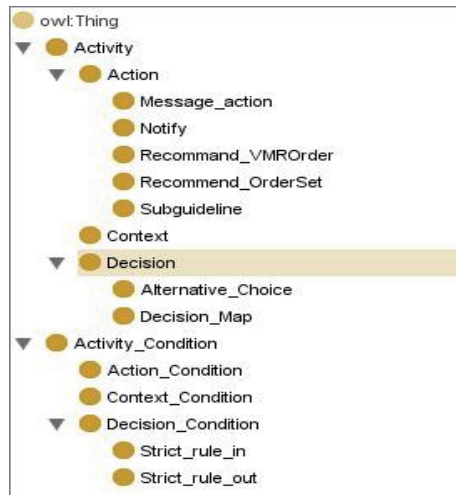 owl:Thing
Activity
Action
Message_action
Notify
Recommand_VMROrder
Recommend_OrderSet
Subguideline
Context
Decision
Alternative_Choice
Decision_Map
Activity_Condition
Action_Condition
Context_Condition
Decision_Condition
Strict_rule_in
Strict_rule_out